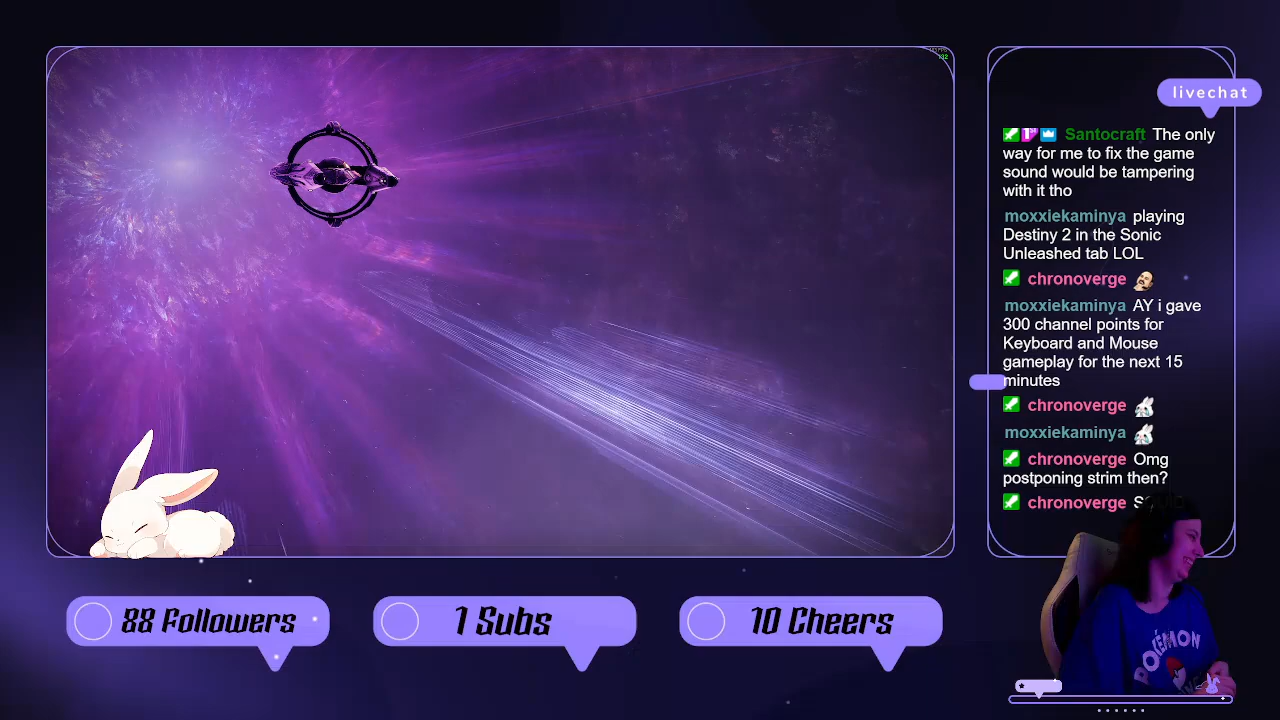 livechat
Santocraft The only
way for me to fix the game
sound would be tampering
with it tho
moxxiekaminya playing
Destiny 2 in the Sonic
Unleashed tab LOL
chronoverge
moxxiekaminya AY i gave
300 channel points for
Keyboard and Mouse
gameplay for the next 15
minutes
chronoverge
moxxiekaminya
chronoverge Omg
postponing strim then?
chronoverge
POKÉMON
88 Followers
1 Subs
10 Cheers